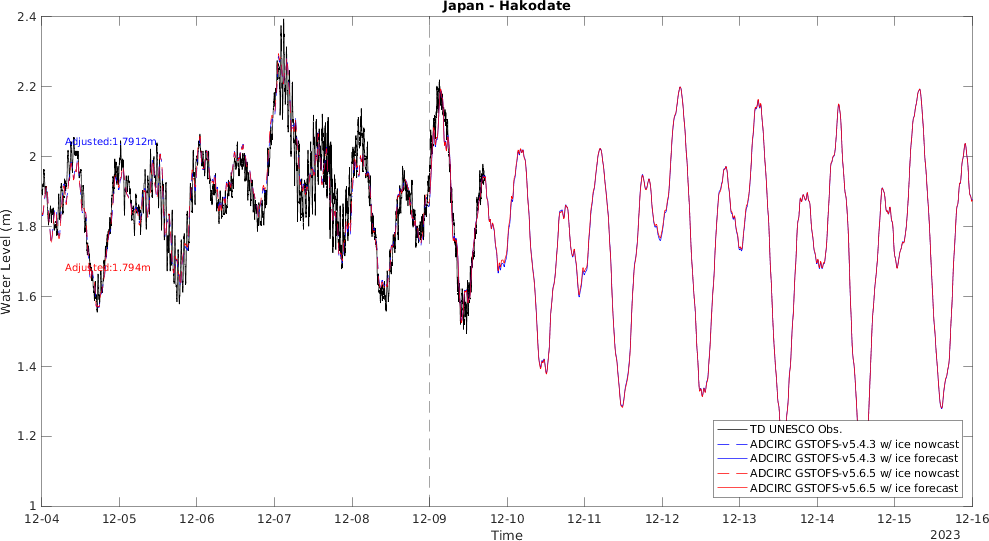 Japan - Hakodate
2.4
2.2
2
1.8
1.6
1.4
1.2
1
Water Level (m)
Adjusted:1.7912m
Adjusted:1.794m
TD UNESCO Obs.
ADCIRC GSTOFS-v5.4.3 w/ ice nowcast
ADCIRC GSTOFS-v5.4.3 w/ ice forecast
ADCIRC GSTOFS-v5.6.5 w/ ice nowcast
ADCIRC GSTOFS-v5.6.5 w/ ice forecast
12-04 12-05 12-06 12-07 12-08 12-09 12-10 12-11 12-12 12-13 12-14 12-15 12-16
Time
2023